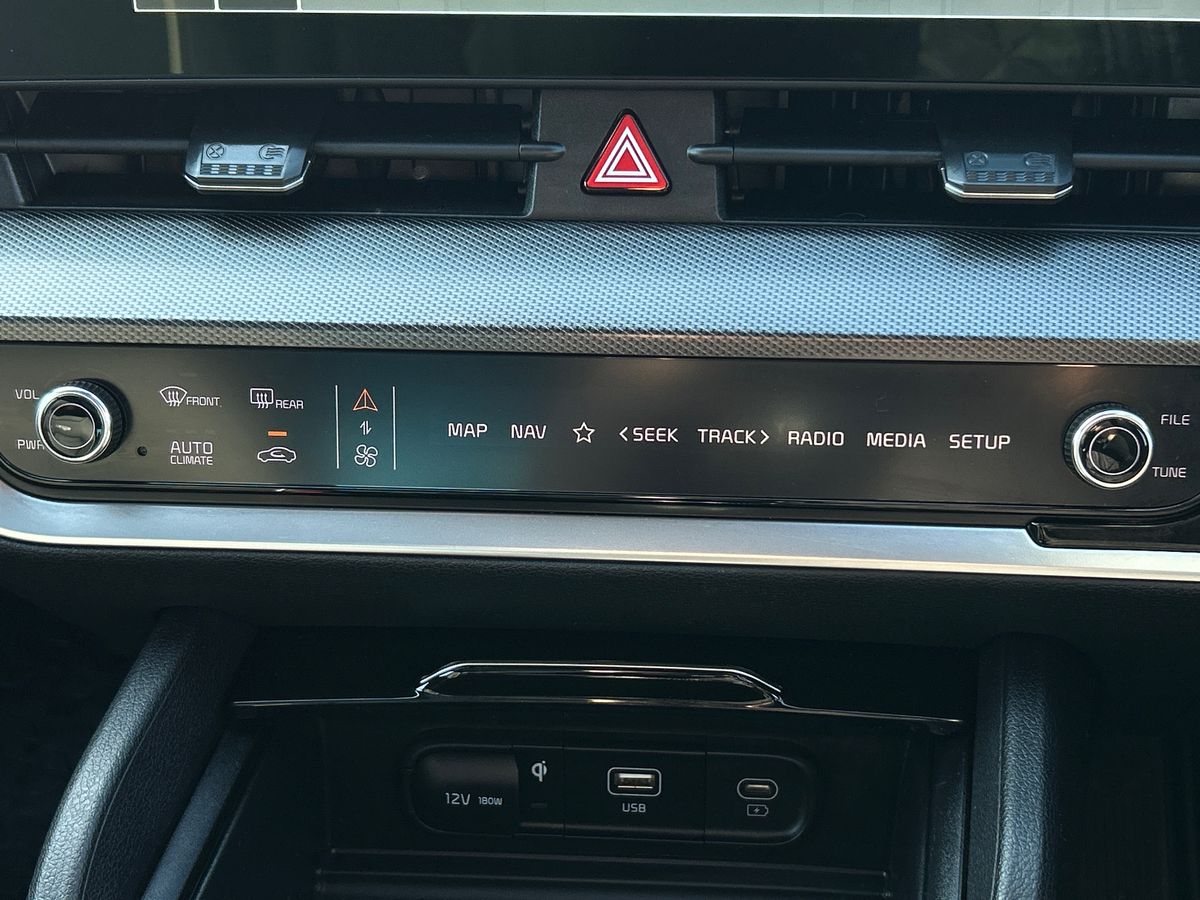 VOL
PWR
FRONT
REAR
AUTO
CLIMATE
MAP NAV SEEK TRACK RADIO MEDIA SETUP
FILE
TUNE
12V 180W
USB